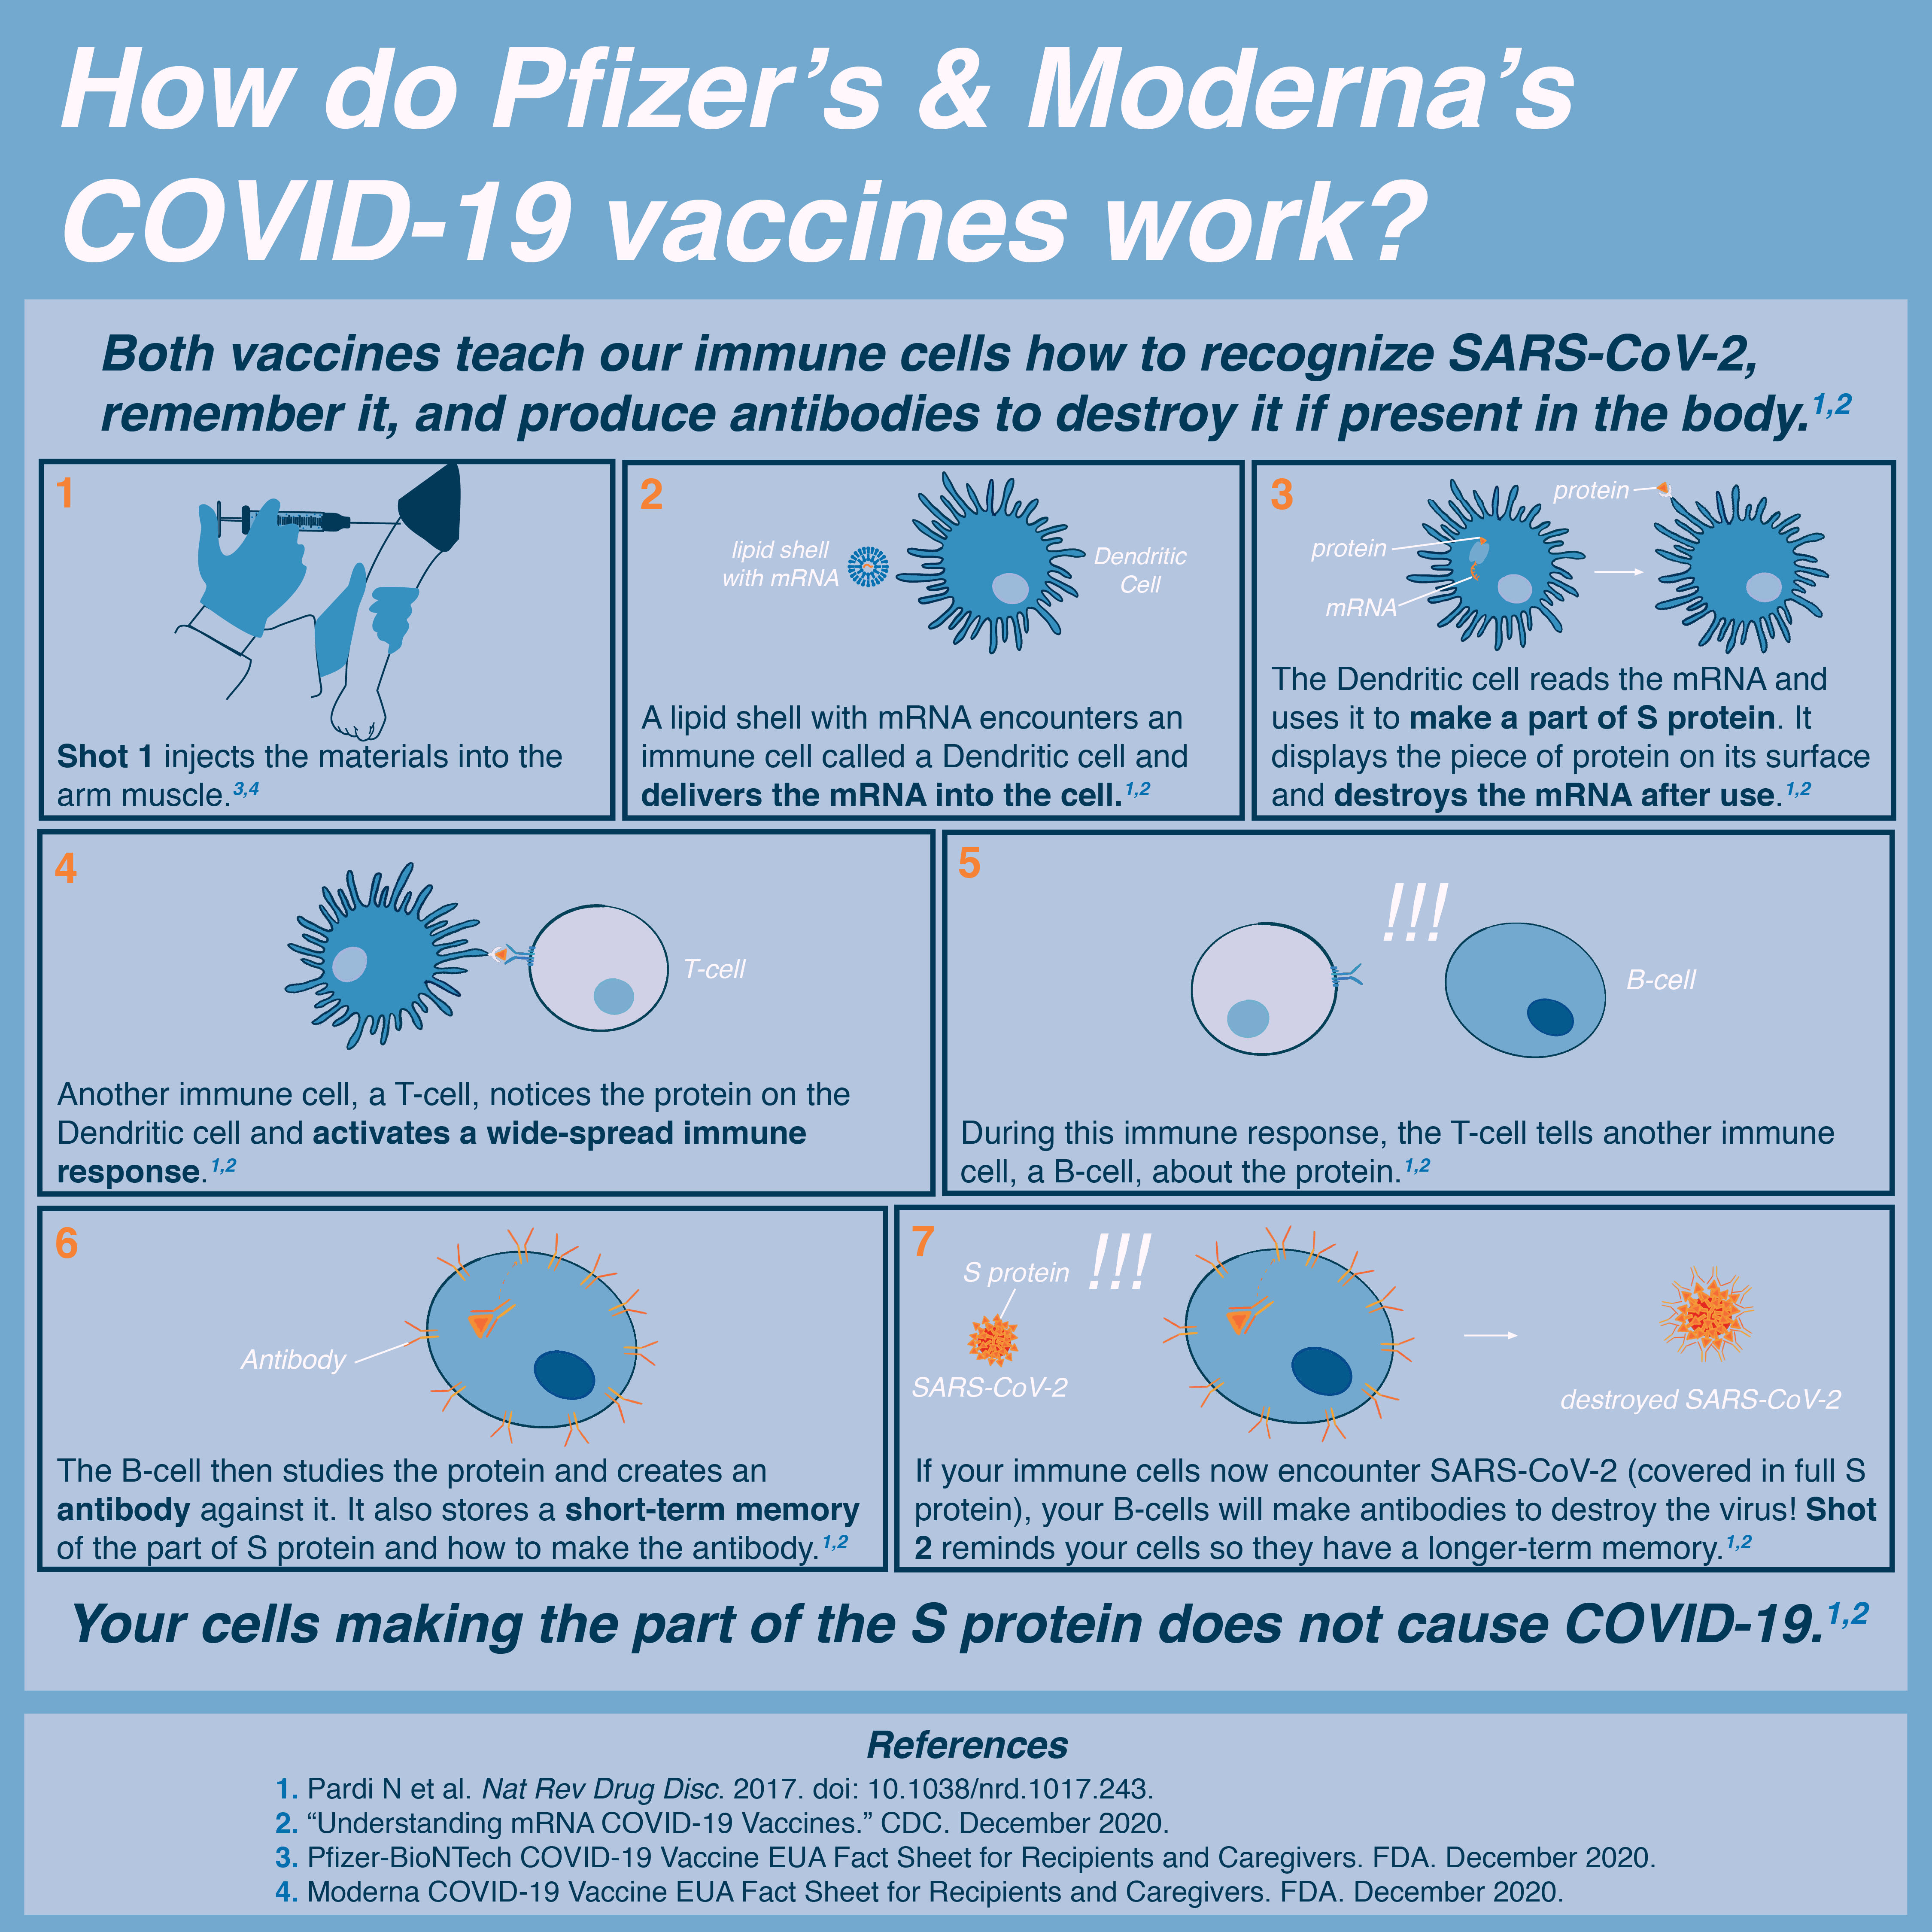 How do Pfizer’s & Moderna’s
COVID-19 vaccines work?
Both vaccines teach our immune cells how to recognize SARS-CoV-2,
remember it, and produce antibodies to destroy it if present in the body.1,2
1
Shot 1 injects the materials into the
arm muscle.3,4
2
lipid shell
with mRNA
Dendritic
Cell
A lipid shell with mRNA encounters an
immune cell called a Dendritic cell and
delivers the mRNA into the cell.1,2
3
protein
protein
mRNA
The Dendritic cell reads the mRNA and
uses it to make a part of S protein. It
displays the piece of protein on its surface
and destroys the mRNA after use.1,2
4
T-cell
Another immune cell, a T-cell, notices the protein on the
Dendritic cell and activates a wide-spread immune
response.1,2
5
!!!
B-cell
During this immune response, the T-cell tells another immune
cell, a B-cell, about the protein.1,2
6
Antibody
The B-cell then studies the protein and creates an
antibody against it. It also stores a short-term memory
of the part of S protein and how to make the antibody.1,2
7
S protein
!!!
SARS-CoV-2
destroyed SARS-CoV-2
If your immune cells now encounter SARS-CoV-2 (covered in full S
protein), your B-cells will make antibodies to destroy the virus! Shot
2 reminds your cells so they have a longer-term memory.1,2
Your cells making the part of the S protein does not cause COVID-19.1,2
References
1. Pardi N et al. Nat Rev Drug Disc. 2017. doi: 10.1038/nrd.1017.243.
2. “Understanding mRNA COVID-19 Vaccines.” CDC. December 2020.
3. Pfizer-BioNTech COVID-19 Vaccine EUA Fact Sheet for Recipients and Caregivers. FDA. December 2020.
4. Moderna COVID-19 Vaccine EUA Fact Sheet for Recipients and Caregivers. FDA. December 2020.